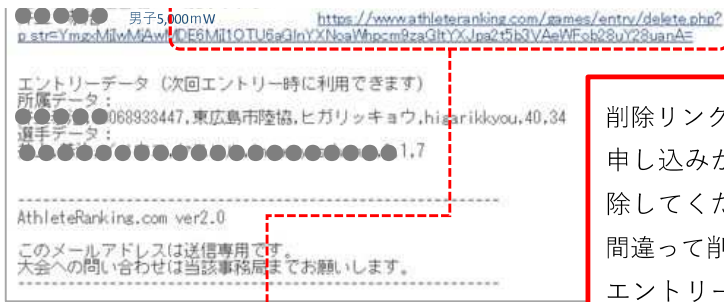 男子5,000mW https://www.athleteranking.com/games/entry/delete.php?
エントリーデータ (次回エントリー時に利用できます)
所属データ:
068933447,東広島市陸協,ヒガリッキョウ,higarikkyou,40,34
選手データ:
1,7
AthleteRanking.com ver2.0
このメールアドレスは送信専用です。
大会への問い合わせは当該事務局までお願いします。
削除リンク
申し込みか
除してくた
間違って削
エントリー